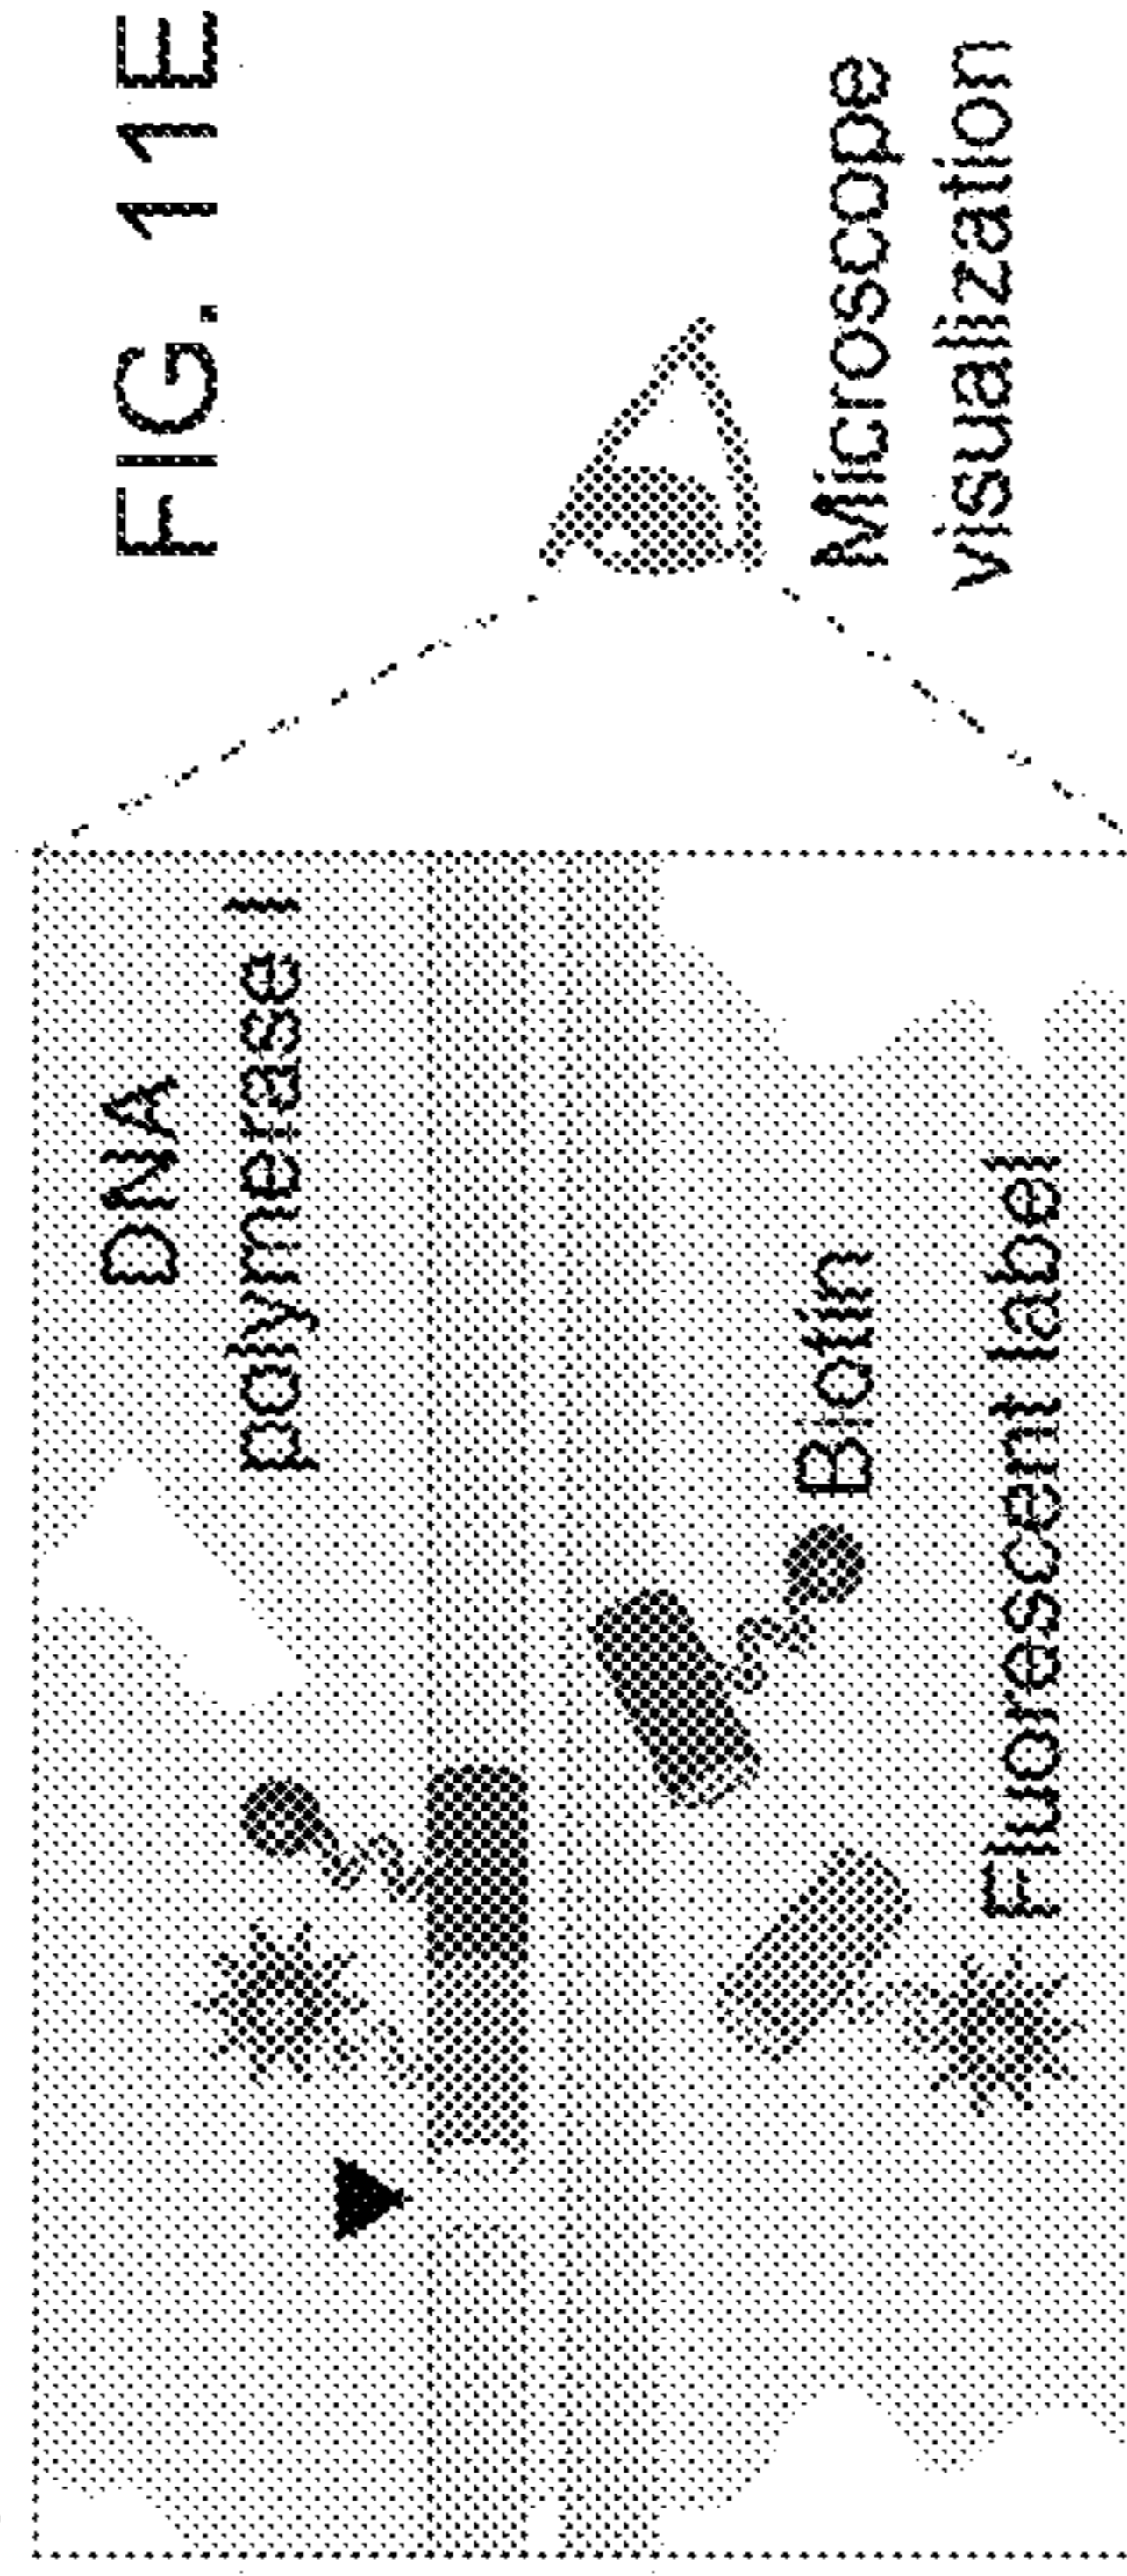 FIG. 11E
DNA
polymerase I
Biotin
Fluorescent label
Microscope
visualization